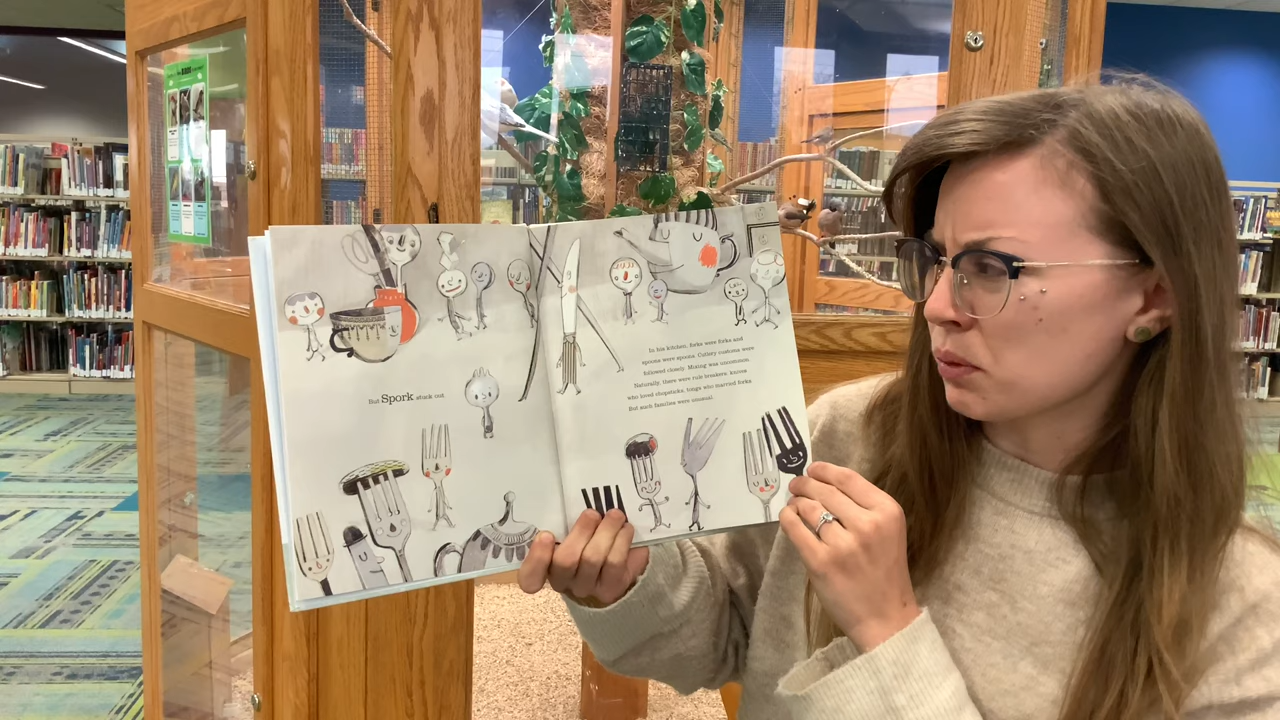 But Spork stuck out.
In his kitchen, forks were forks and
spoons were spoons. Cutlery customs were
followed closely. Mixing was uncommon.
Naturally, there were rule breakers: knives
who loved chopsticks, tongs who married forks.
But such families were unusual.